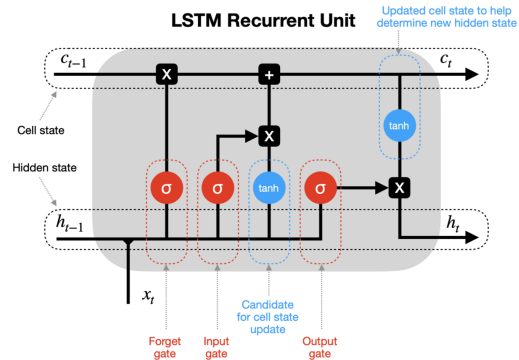 LSTM Recurrent Unit
Updated cell state to help
determine new hidden state
c_{t-1}
X
+
c_t
Cell state
X
tanh
Hidden state
σ
σ
tanh
σ
X
h_{t-1}
h_t
x_t
Forget
gate
Input
gate
Candidate
for cell state
update
Output
gate